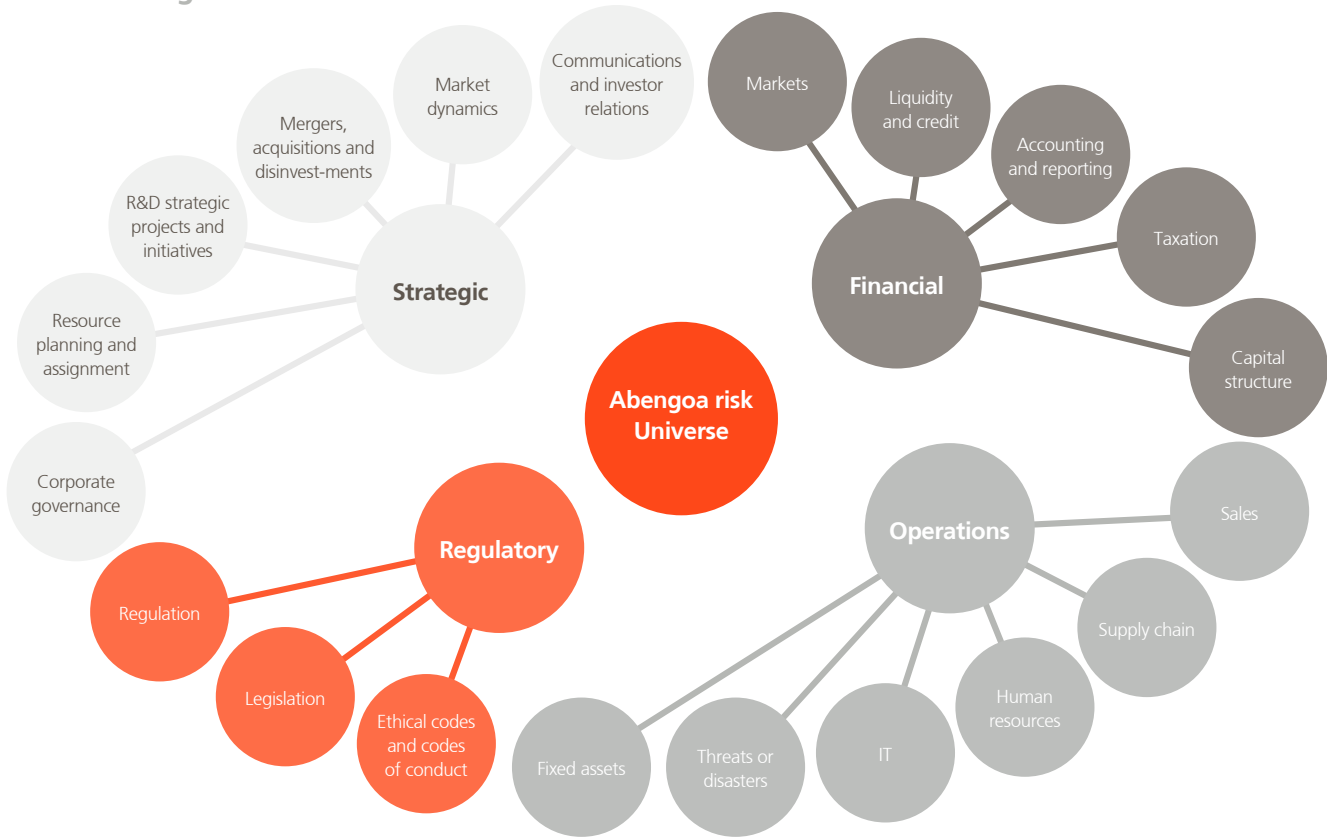 Communications
and investor
relations
Market
dynamics
Mergers,
acquisitions and
disinvest-ments
R&D strategic
projects and
initiatives
Resource
planning and
assignment
Corporate
governance
Strategic
Markets
Liquidity
and credit
Accounting
and reporting
Taxation
Capital
structure
Financial
Abengoa risk
Universe
Regulatory
Regulation
Legislation
Ethical codes
and codes
of conduct
Operations
Sales
Supply chain
Human
resources
IT
Threats or
disasters
Fixed assets